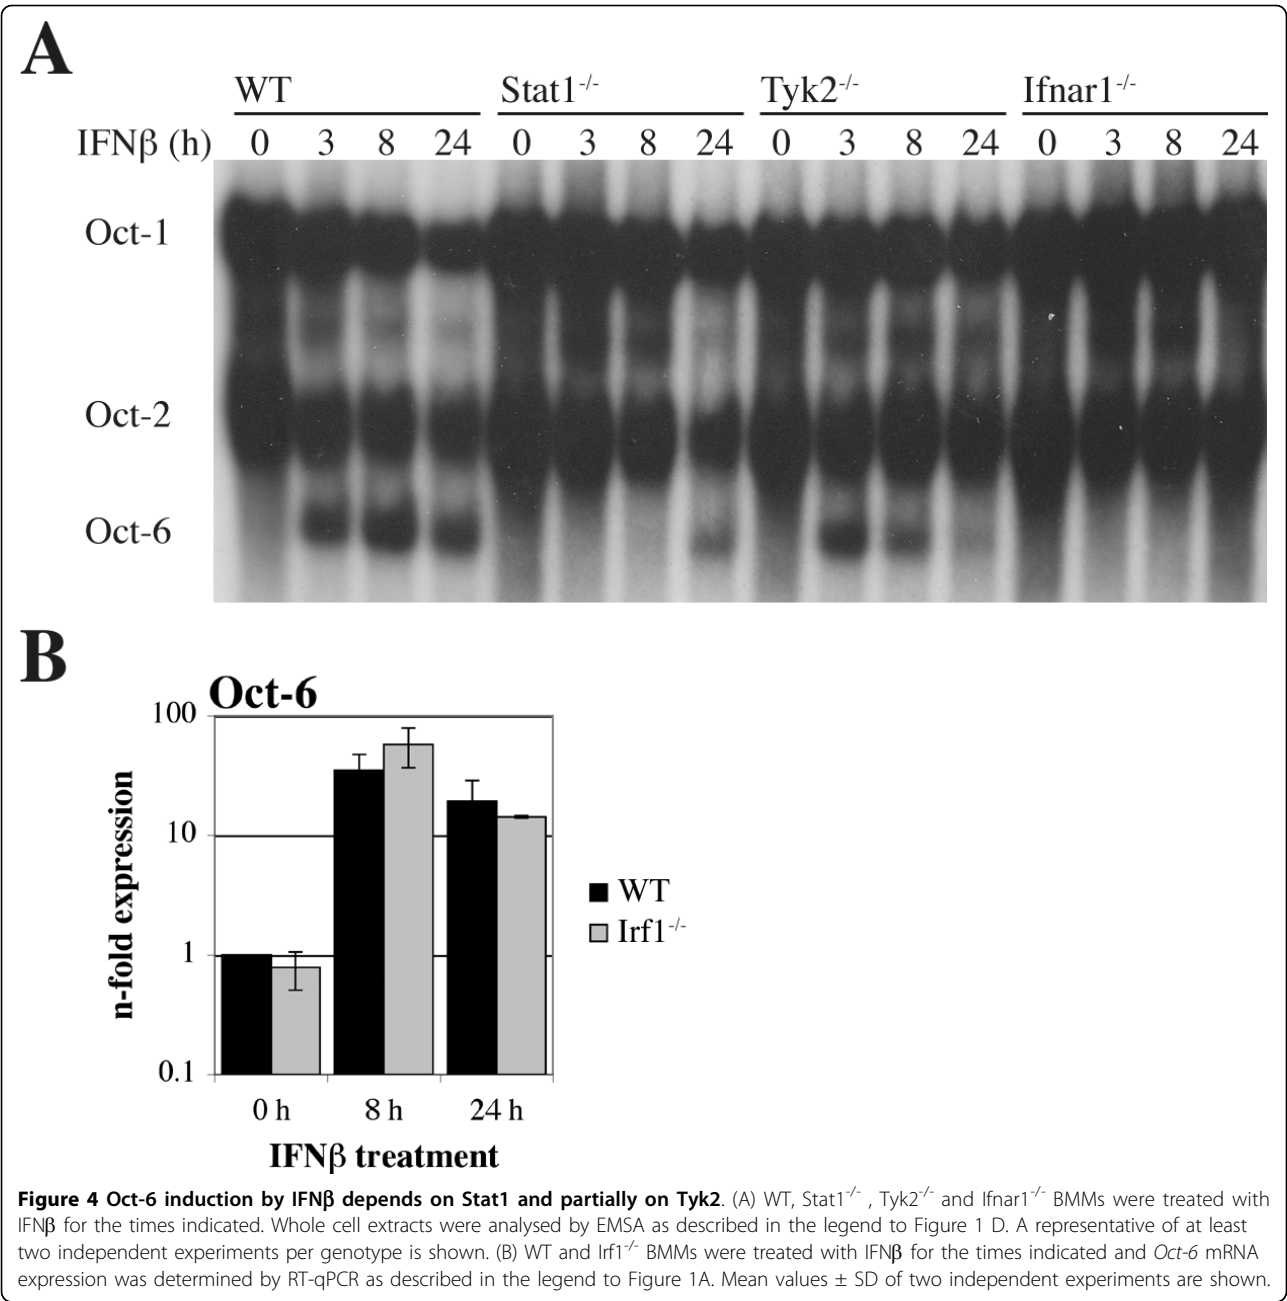 A
WT Stat1-/- Tyk2-/- Ifnar1-/-
IFNβ (h) 0 3 8 24 0 3 8 24 0 3 8 24 0 3 8 24
Oct-1
Oct-2
Oct-6
B
Oct-6
100
10
1
0.1
n-fold expression
WT
Irf1-/-
0 h 8 h 24 h
IFNβ treatment
Figure 4 Oct-6 induction by IFNβ depends on Stat1 and partially on Tyk2. (A) WT, Stat1-/- , Tyk2-/- and Ifnar1-/- BMMs were treated with
IFNβ for the times indicated. Whole cell extracts were analysed by EMSA as described in the legend to Figure 1 D. A representative of at least
two independent experiments per genotype is shown. (B) WT and Irf1-/- BMMs were treated with IFNβ for the times indicated and Oct-6 mRNA
expression was determined by RT-qPCR as described in the legend to Figure 1A. Mean values ± SD of two independent experiments are shown.